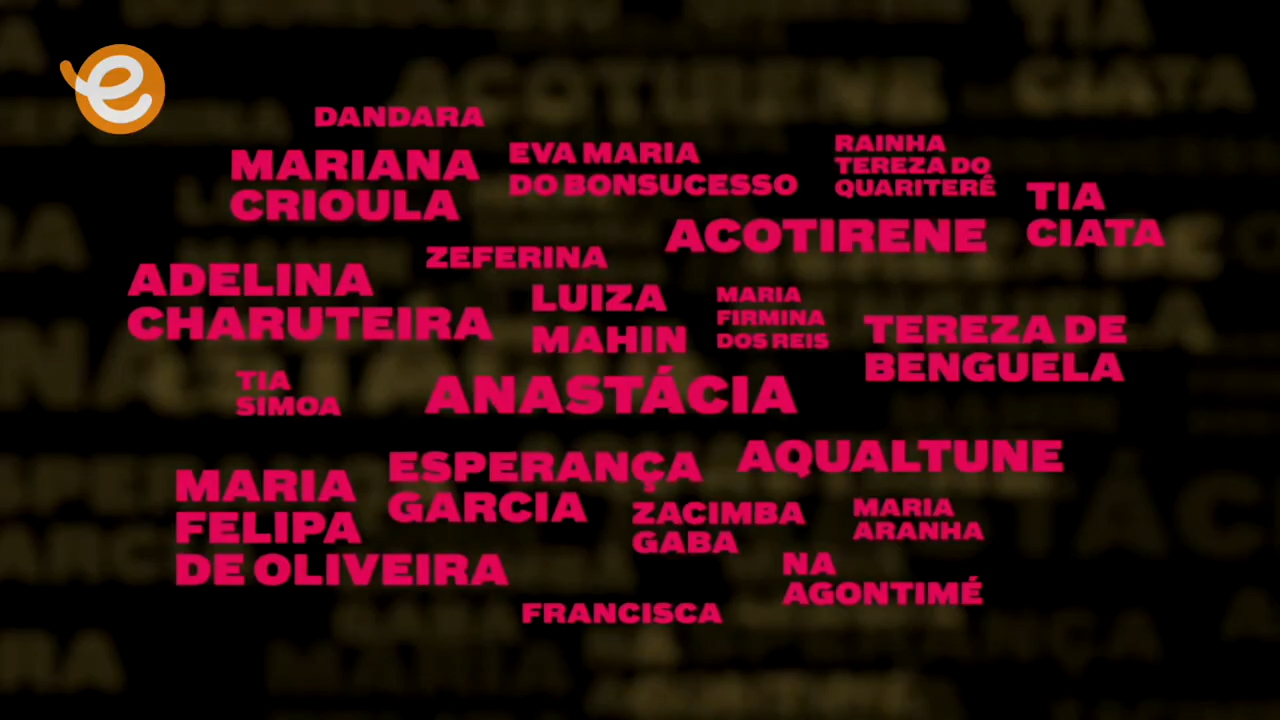 DANDARA
MARIANA
CRIOULA
EVA MARIA
DO BONSUCESSO
RAINHA
TEREZA DO
QUARITERÊ
TIA
CIATA
ACOTIRENE
ZEFERINA
ADELINA
CHARUTEIRA
LUIZA
MAHIN
MARIA
FIRMINA
DOS REIS
TEREZA DE
BENGUELA
TIA
SIMOA
ANASTÁCIA
AQUALTUNE
ESPERANÇA
GARCIA
MARIA
FELIPA
DE OLIVEIRA
ZACIMBA
GABA
MARIA
ARANHA
NA
AGONTIMÉ
FRANCISCA